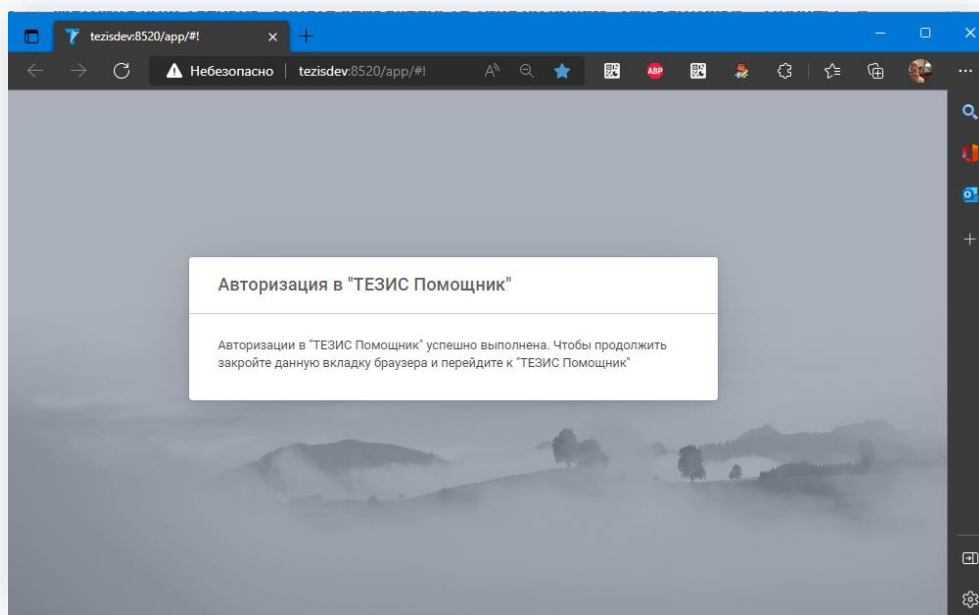 tezisdev:8520/app/#!
Небезопасно
tezisdev:8520/app/#!
ABP
Авторизация в "ТЕЗИС Помощник"
Авторизации в "ТЕЗИС Помощник" успешно выполнена. Чтобы продолжить
закройте данную вкладку браузера и перейдите к "ТЕЗИС Помощник"